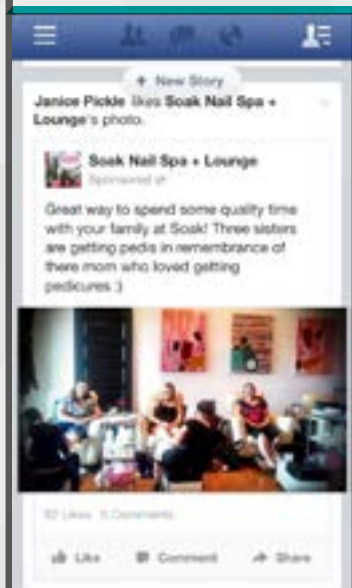 + New Story
Janice Pickle likes Soak Nail Spa +
Lounge's photo.
Soak Nail Spa + Lounge
Sponsored
Great way to spend some quality time
with your family at Soak! Three sisters
are getting pedis in remembrance of
there mom who loved getting
pedicures :)
Likes Comments
Like Comment Share